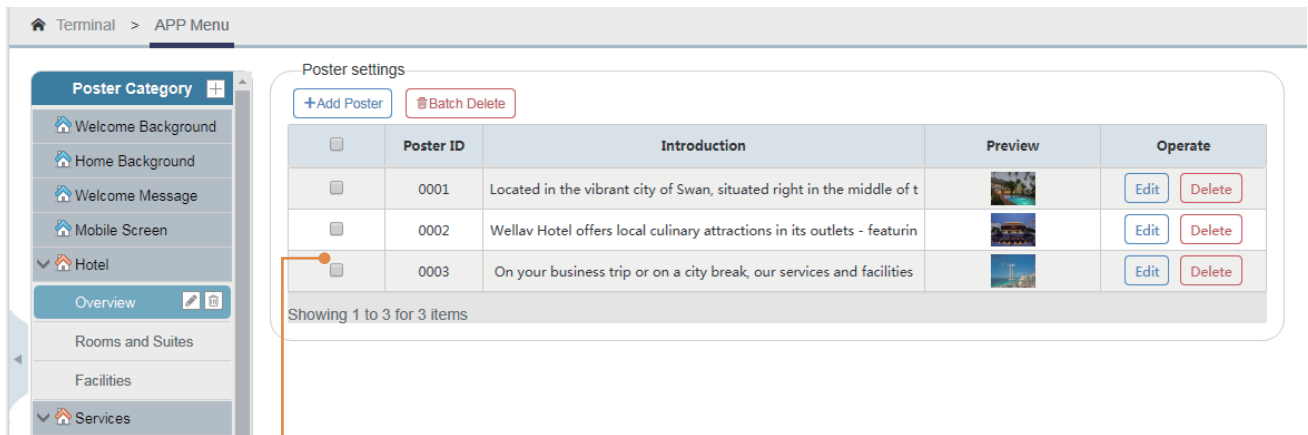 Terminal > APP Menu
Poster Category
Welcome Background
Home Background
Welcome Message
Mobile Screen
Hotel
Overview
Rooms and Suites
Facilities
Services
Poster settings
+Add Poster Batch Delete
Poster ID Introduction Preview Operate
0001 Located in the vibrant city of Swan, situated right in the middle of t Edit Delete
0002 Wellav Hotel offers local culinary attractions in its outlets - featurin Edit Delete
0003 On your business trip or on a city break, our services and facilities Edit Delete
Showing 1 to 3 for 3 items